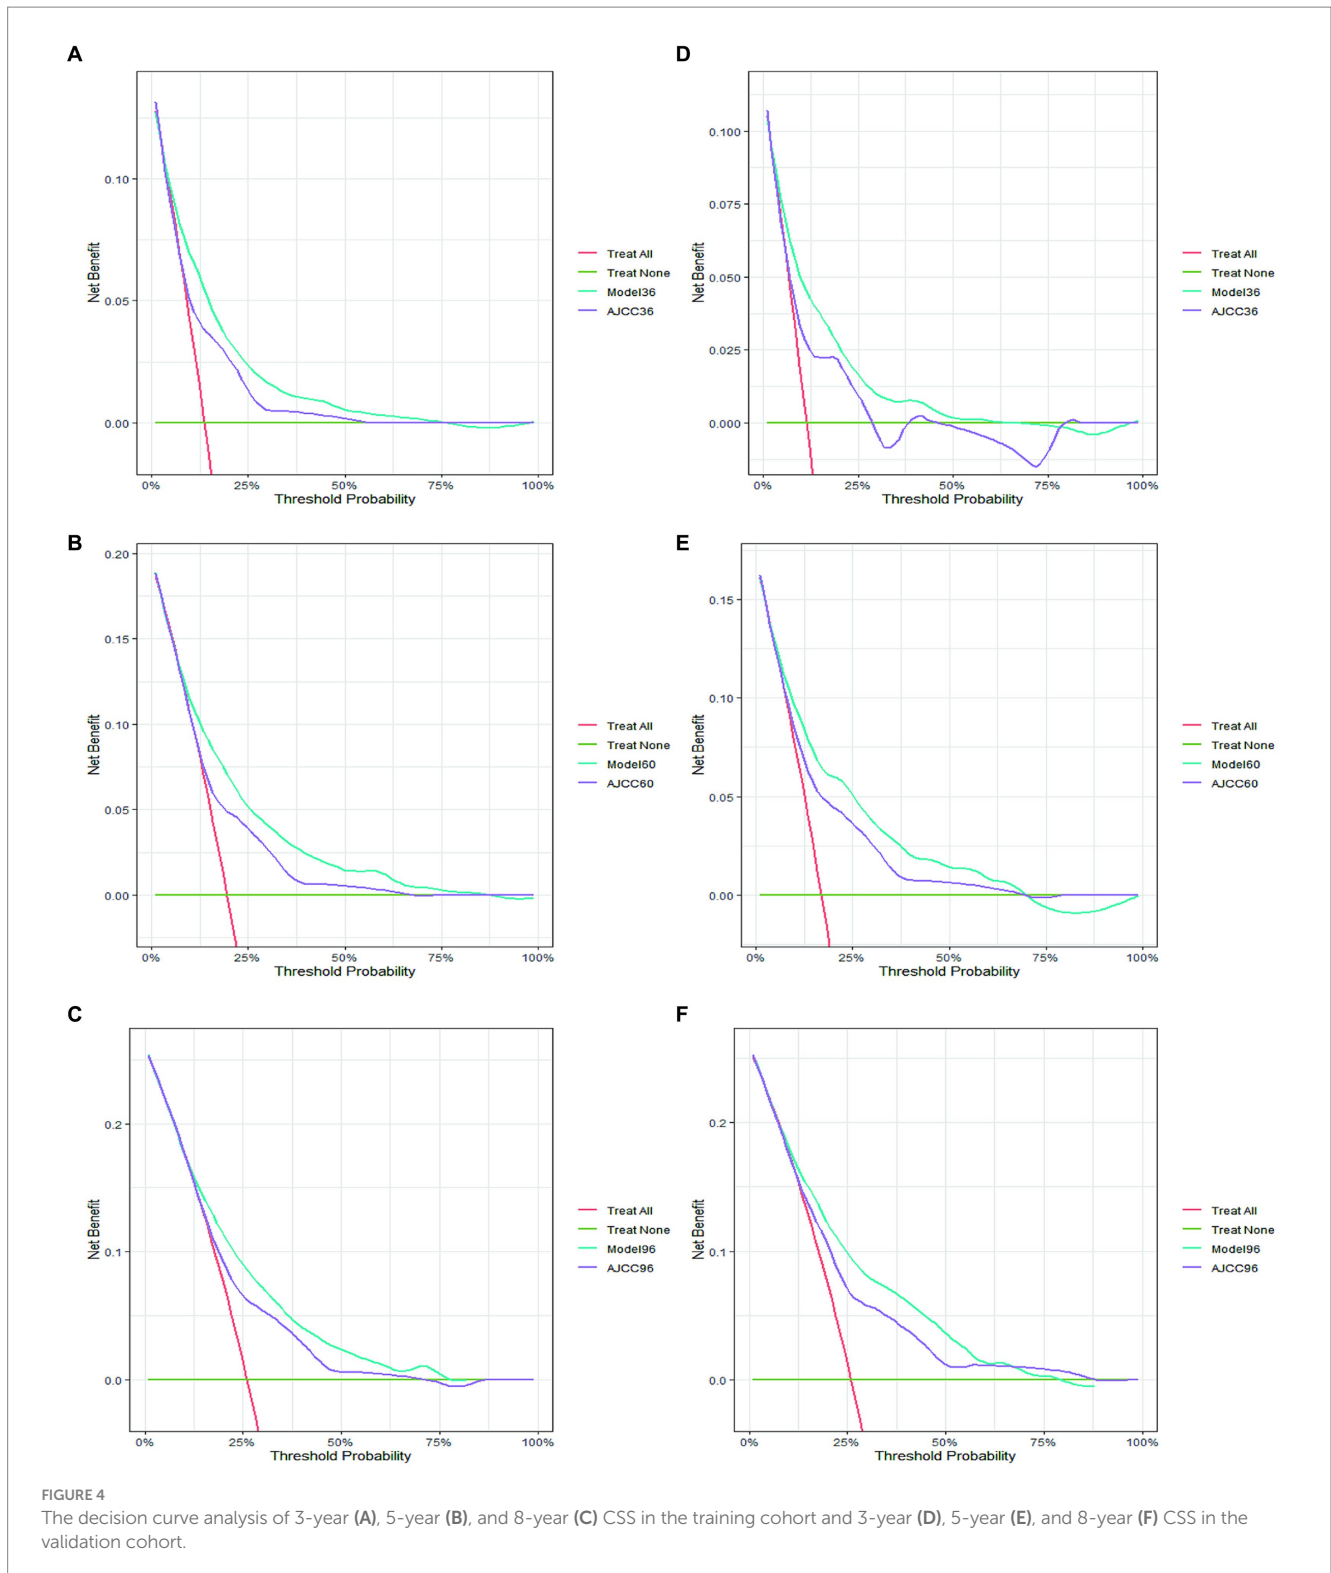 A
0.10
0.05
0.00
Net Benefit
0% 25% 50% 75% 100%
Threshold Probability
Treat All
Treat None
Model36
AJCC36
D
0.100
0.075
0.050
0.025
0.000
Net Benefit
0% 25% 50% 75% 100%
Threshold Probability
Treat All
Treat None
Model36
AJCC36
B
0.20
0.15
0.10
0.05
0.00
Net Benefit
0% 25% 50% 75% 100%
Threshold Probability
Treat All
Treat None
Model60
AJCC60
E
0.15
0.10
0.05
0.00
Net Benefit
0% 25% 50% 75% 100%
Threshold Probability
Treat All
Treat None
Model60
AJCC60
C
0.2
0.1
0.0
Net Benefit
0% 25% 50% 75% 100%
Threshold Probability
Treat All
Treat None
Model96
AJCC96
F
0.2
0.1
0.0
Net Benefit
0% 25% 50% 75% 100%
Threshold Probability
Treat All
Treat None
Model96
AJCC96
FIGURE 4
The decision curve analysis of 3-year (A), 5-year (B), and 8-year (C) CSS in the training cohort and 3-year (D), 5-year (E), and 8-year (F) CSS in the
validation cohort.